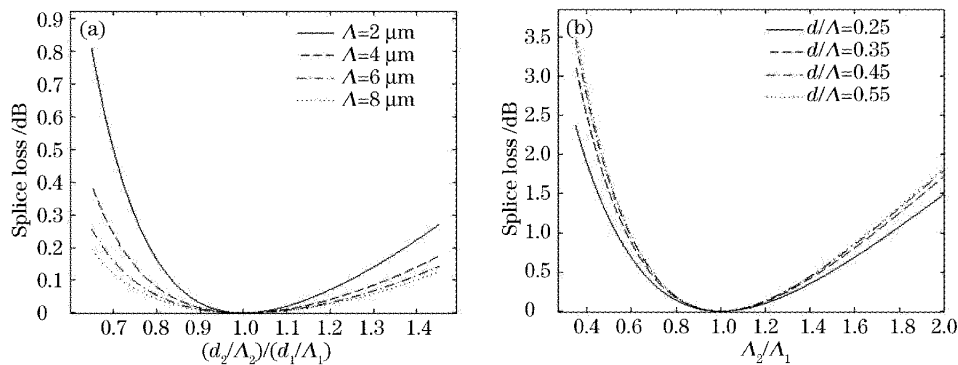 (a)
Λ=2 μm
Λ=4 μm
Λ=6 μm
Λ=8 μm
0.9
0.8
0.7
0.6
0.5
0.4
0.3
0.2
0.1
0
Splice loss /dB
0.7 0.8 0.9 1.0 1.1 1.2 1.3 1.4
(d₂/Λ₂)/(d₁/Λ₁)
(b)
d/Λ=0.25
d/Λ=0.35
d/Λ=0.45
d/Λ=0.55
3.5
3.0
2.5
2.0
1.5
1.0
0.5
0
Splice loss /dB
0.4 0.6 0.8 1.0 1.2 1.4 1.6 1.8 2.0
Λ₂/Λ₁